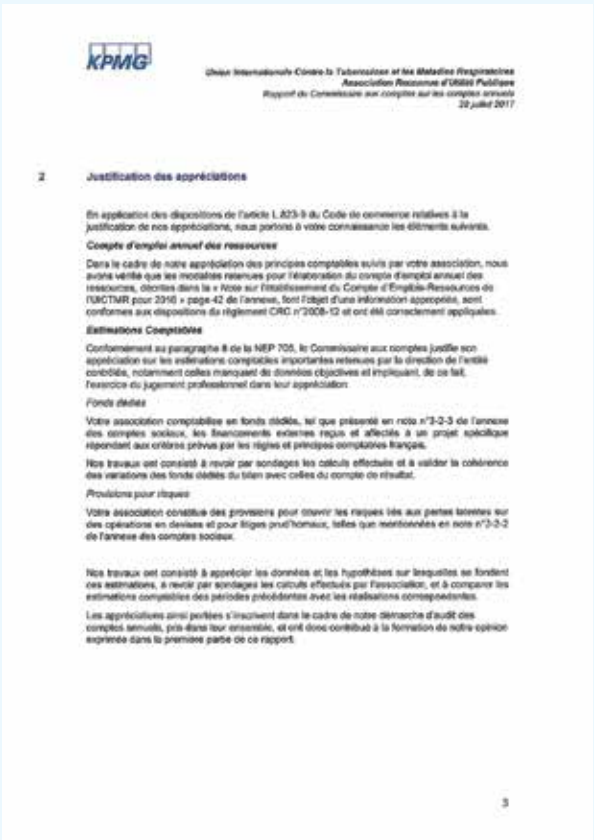 KPMG
Union Internationale Contre la Tuberculose et les Maladies Respiratoires
Association Reconnue d'Utilité Publique
Rapport du Commissaire aux comptes sur les comptes annuels
20 juillet 2017
2 Justification des appréciations
En application des dispositions de l'article L.823-9 du Code de commerce relatives à la
justification de nos appréciations, nous portons à votre connaissance les éléments suivants.
Compte d'emploi annuel des ressources
Dans le cadre de notre appréciation des principes comptables suivis par votre association, nous
avons vérifié que les modalités retenues pour l'élaboration du compte d'emploi annuel des
ressources, décrites dans la « Note sur l'établissement du Compte d'Emplois-Ressources de
l'UICTMR pour 2016 » page 42 de l'annexe, font l'objet d'une information appropriée, sont
conformes aux dispositions du règlement CRC n°2008-12 et ont été correctement appliquées.
Estimations Comptables
Conformément au paragraphe 8 de la NEP 705, le Commissaire aux comptes justifie son
appréciation sur les estimations comptables importantes retenues par la direction de l'entité
contrôlée, notamment celles manquant de données objectives et impliquant, de ce fait,
l'exercice du jugement professionnel dans leur appréciation
Fonds dédiés
Votre association comptabilise en fonds dédiés, tel que présenté en note n°3-2-3 de l'annexe
des comptes sociaux, les financements externes reçus et affectés à un projet spécifique
répondant aux critères prévus par les règles et principes comptables français.
Nos travaux ont consisté à revoir par sondages les calculs effectués et à valider la cohérence
des variations des fonds dédiés du bilan avec celles du compte de résultat.
Provisions pour risques
Votre association constitue des provisions pour couvrir les risques liés aux pertes latentes sur
des opérations en devises et pour litiges prud'homaux, telles que mentionnées en note n°3-2-2
de l'annexe des comptes sociaux.
Nos travaux ont consisté à apprécier les données et les hypothèses sur lesquelles se fondent
ces estimations, à revoir par sondages les calculs effectués par l'association, et à comparer les
estimations comptables des périodes précédentes avec les réalisations correspondantes.
Les appréciations ainsi portées s'inscrivent dans le cadre de notre démarche d'audit des
comptes annuels, pris dans leur ensemble, et ont donc contribué à la formation de notre opinion
exprimée dans la première partie de ce rapport.
3